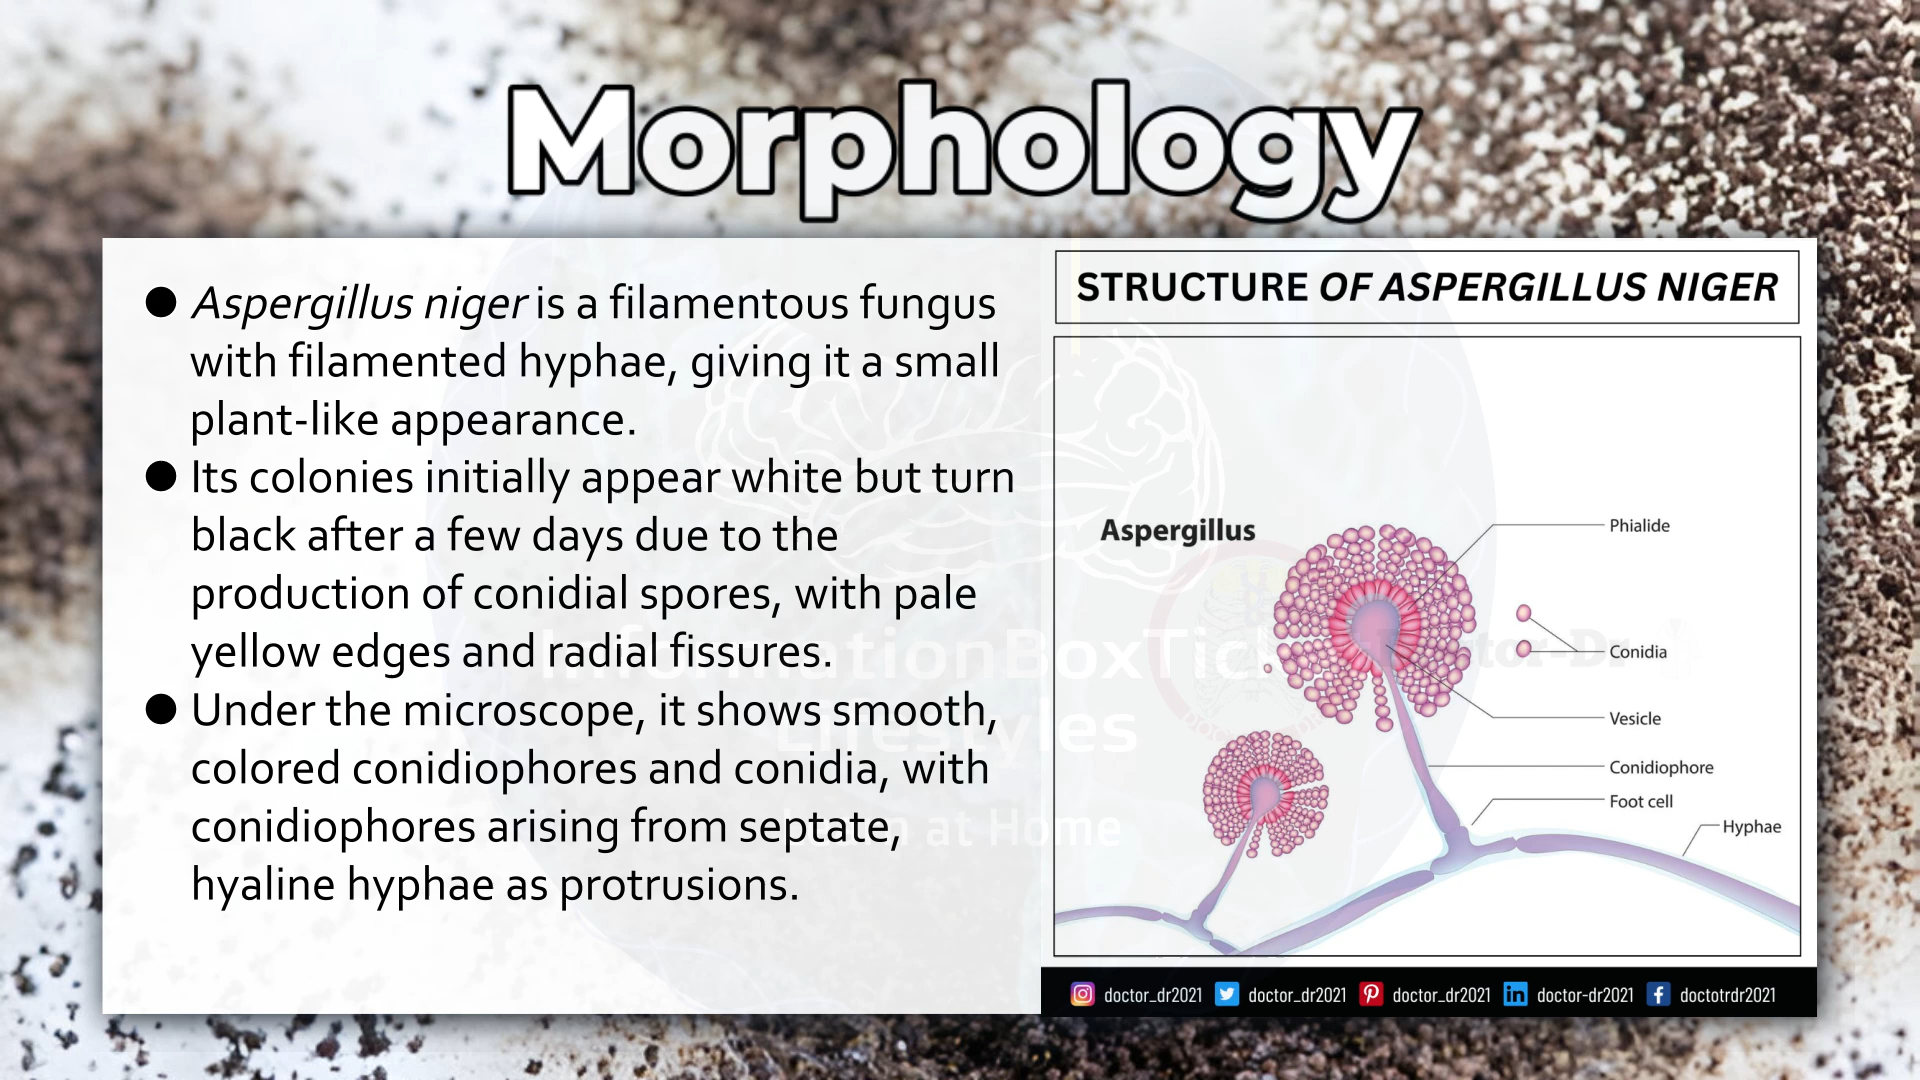 Morphology
● Aspergillus niger is a filamentous fungus
with filamented hyphae, giving it a small
plant-like appearance.
● Its colonies initially appear white but turn
black after a few days due to the
production of conidial spores, with pale
yellow edges and radial fissures.
● Under the microscope, it shows smooth,
colored conidiophores and conidia, with
conidiophores arising from septate,
hyaline hyphae as protrusions.
STRUCTURE OF ASPERGILLUS NIGER
Aspergillus
Phialide
Conidia
Vesicle
Conidiophore
Foot cell
Hyphae
doctor_dr2021 doctor_dr2021 doctor_dr2021 doctor-dr2021 doctotrdr2021
Lifestyles
at Home